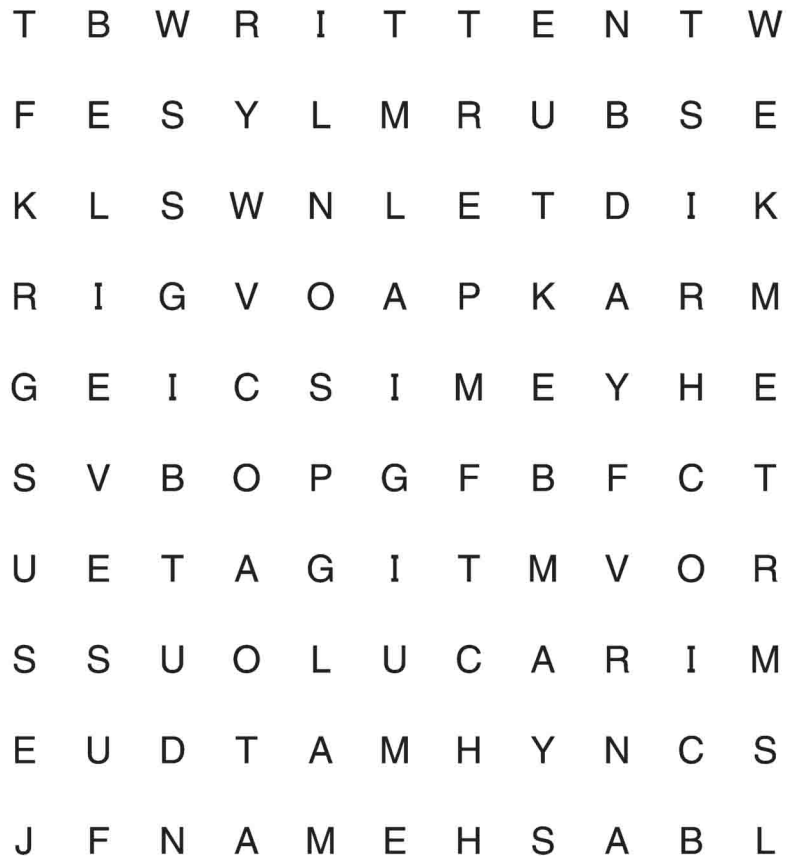 T B W R I T T E N T W
F E S Y L M R U B S E
K L S W N L E T D I K
R I G V O A P K A R M
G E I C S I M E Y H E
S V B O P G F B F C T
U E T A G I T M V O R
S S U O L U C A R I M
E U D T A M H Y N C S
J F N A M E H S A B L